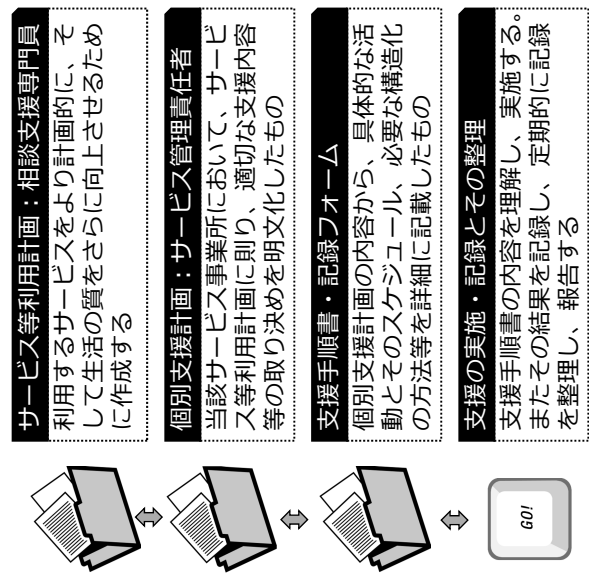 サービス等利用計画：相談支援専門員
利用するサービスをより計画的に、そ
して生活の質をさらに向上させるため
に作成する
個別支援計画：サービス管理責任者
当該サービス事業所において、サービ
ス等利用計画に則り、適切な支援内容
等の取り決めを明文化したもの
支援手順書・記録フォーム
個別支援計画の内容から、具体的な活
動とそのスケジュール、必要な構造化
の方法等を詳細に記載したもの
支援の実施・記録とその整理
支援手順書の内容を理解し、実施する。
またその結果を記録し、定期的に記録
を整理し、報告する
GO!